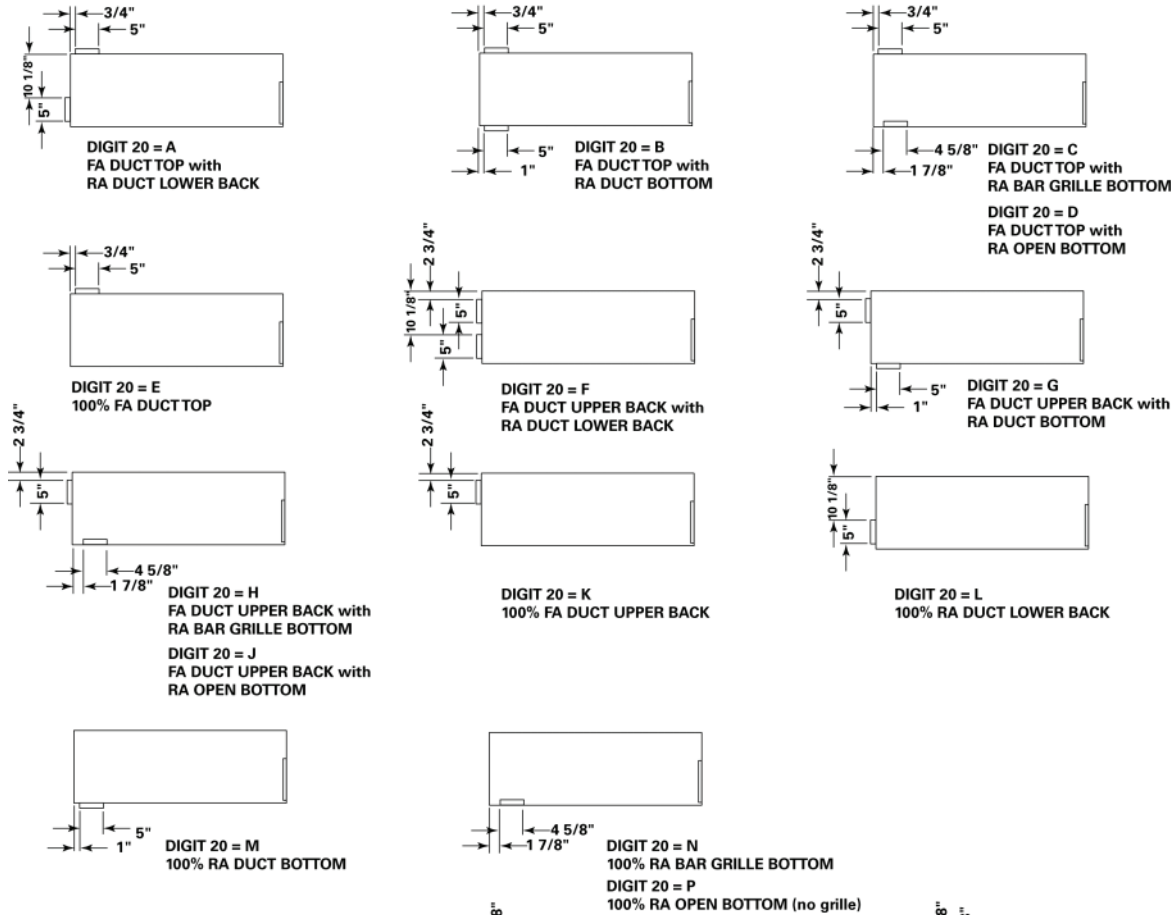 3/4"
5"
10 1/8"
5"
DIGIT 20 = A
FA DUCT TOP with
RA DUCT LOWER BACK
3/4"
5"
5"
1"
DIGIT 20 = B
FA DUCT TOP with
RA DUCT BOTTOM
3/4"
5"
4 5/8"
1 7/8"
DIGIT 20 = C
FA DUCT TOP with
RA BAR GRILLE BOTTOM
DIGIT 20 = D
FA DUCT TOP with
RA OPEN BOTTOM
3/4"
5"
DIGIT 20 = E
100% FA DUCT TOP
2 3/4"
10 1/8"
5"
5"
DIGIT 20 = F
FA DUCT UPPER BACK with
RA DUCT LOWER BACK
2 3/4"
5"
5"
1"
DIGIT 20 = G
FA DUCT UPPER BACK with
RA DUCT BOTTOM
2 3/4"
5"
4 5/8"
1 7/8"
DIGIT 20 = H
FA DUCT UPPER BACK with
RA BAR GRILLE BOTTOM
DIGIT 20 = J
FA DUCT UPPER BACK with
RA OPEN BOTTOM
2 3/4"
5"
DIGIT 20 = K
100% FA DUCT UPPER BACK
10 1/8"
5"
DIGIT 20 = L
100% RA DUCT LOWER BACK
5"
1"
DIGIT 20 = M
100% RA DUCT BOTTOM
4 5/8"
1 7/8"
DIGIT 20 = N
100% RA BAR GRILLE BOTTOM
DIGIT 20 = P
100% RA OPEN BOTTOM (no grille)
8"
8"